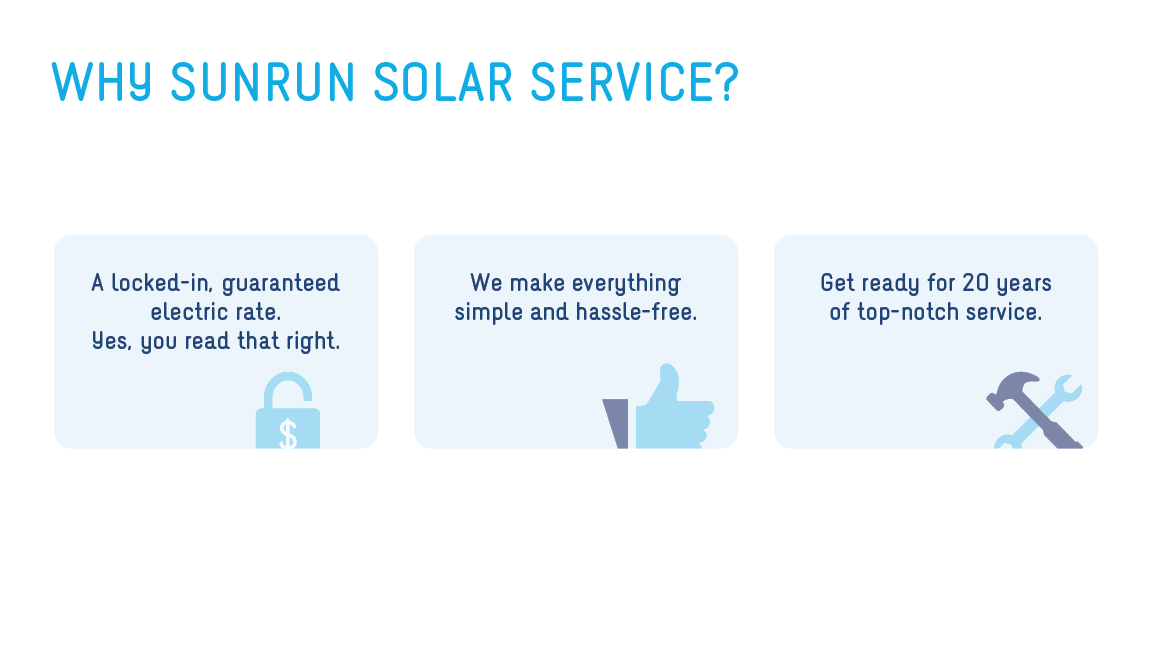 WHY SUNRUN SOLAR SERVICE?
A locked-in, guaranteed
electric rate.
Yes, you read that right.
We make everything
simple and hassle-free.
Get ready for 20 years
of top-notch service.
$